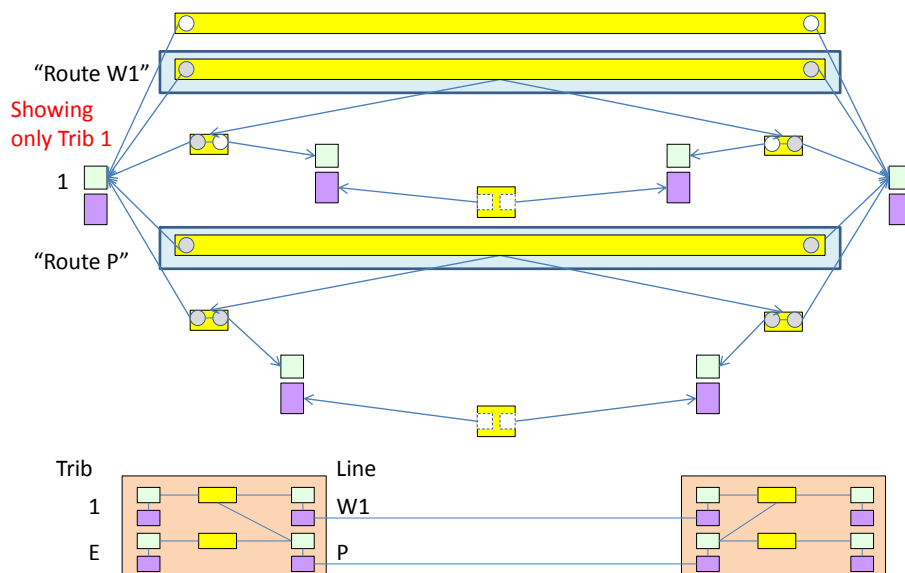 “Route W1”
Showing
only Trib 1
1
“Route P”
Trib Line
1 W1
E P